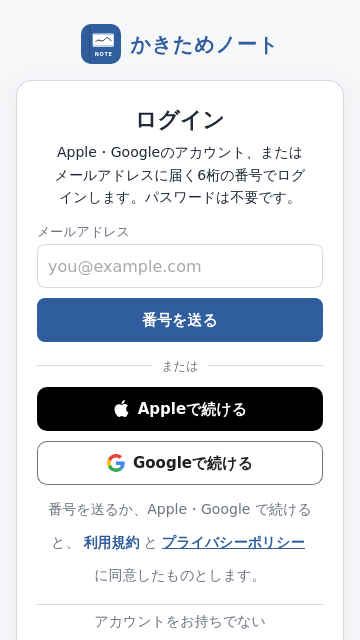 NOTE
かきためノート
ログイン
Apple・Googleのアカウント、または
メールアドレスに届く6桁の番号でログ
インします。パスワードは不要です。
メールアドレス
you@example.com
番号を送る
または
Appleで続ける
Googleで続ける
番号を送るか、Apple・Google で続ける
と、 利用規約 と プライバシーポリシー
に同意したものとします。
アカウントをお持ちでない